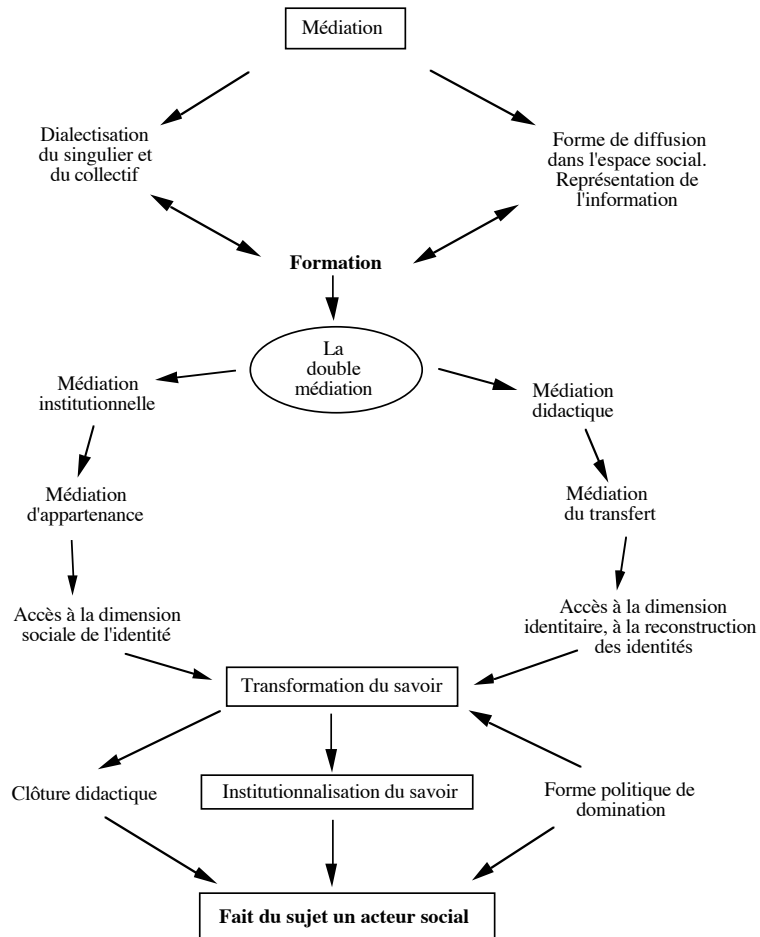 Médiation
Dialectisation
du singulier et
du collectif
Forme de diffusion
dans l'espace social.
Représentation de
l'information
Formation
La
double
médiation
Médiation
institutionnelle
Médiation
didactique
Médiation
d'appartenance
Médiation
du transfert
Accès à la dimension
sociale de l'identité
Accès à la dimension
identitaire, à la reconstruction
des identités
Transformation du savoir
Clôture didactique
Institutionnalisation du savoir
Forme politique de
domination
Fait du sujet un acteur social